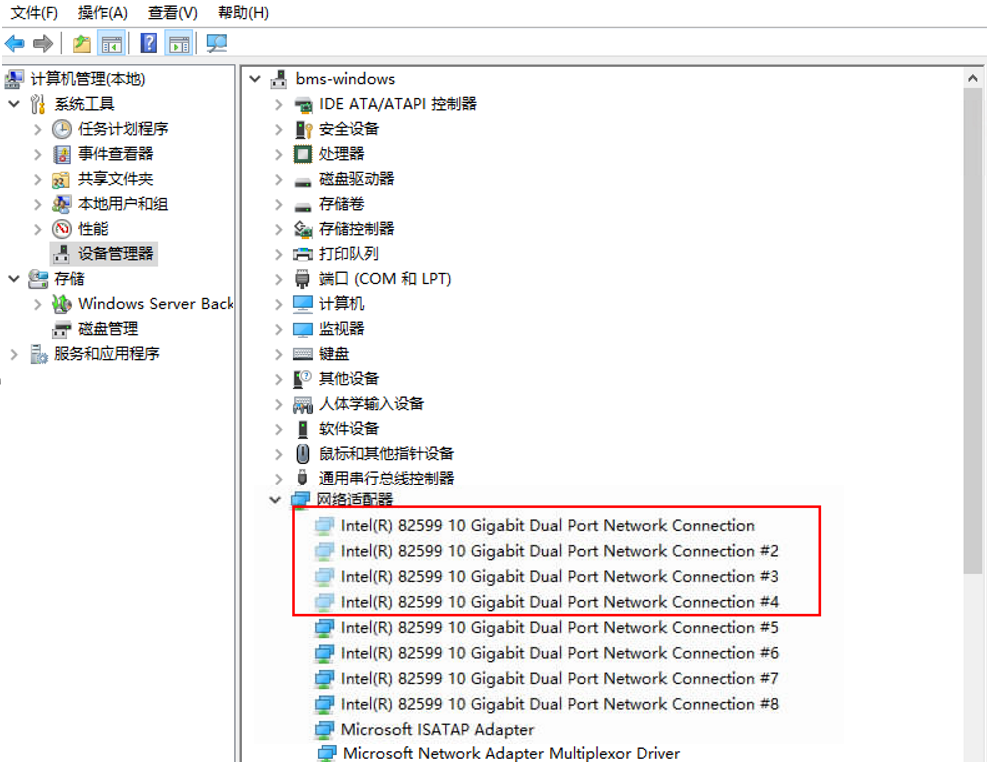 文件(F) 操作(A) 查看(V) 帮助(H)
计算机管理(本地)
系统工具
任务计划程序
事件查看器
共享文件夹
本地用户和组
性能
设备管理器
存储
Windows Server Back
磁盘管理
服务和应用程序
bms-windows
IDE ATA/ATAPI 控制器
安全设备
处理器
磁盘驱动器
存储卷
存储控制器
打印队列
端口 (COM 和 LPT)
计算机
监视器
键盘
其他设备
人体学输入设备
软件设备
鼠标和其他指针设备
通用串行总线控制器
网络适配器
Intel(R) 82599 10 Gigabit Dual Port Network Connection
Intel(R) 82599 10 Gigabit Dual Port Network Connection #2
Intel(R) 82599 10 Gigabit Dual Port Network Connection #3
Intel(R) 82599 10 Gigabit Dual Port Network Connection #4
Intel(R) 82599 10 Gigabit Dual Port Network Connection #5
Intel(R) 82599 10 Gigabit Dual Port Network Connection #6
Intel(R) 82599 10 Gigabit Dual Port Network Connection #7
Intel(R) 82599 10 Gigabit Dual Port Network Connection #8
Microsoft ISATAP Adapter
Microsoft Network Adapter Multiplexor Driver